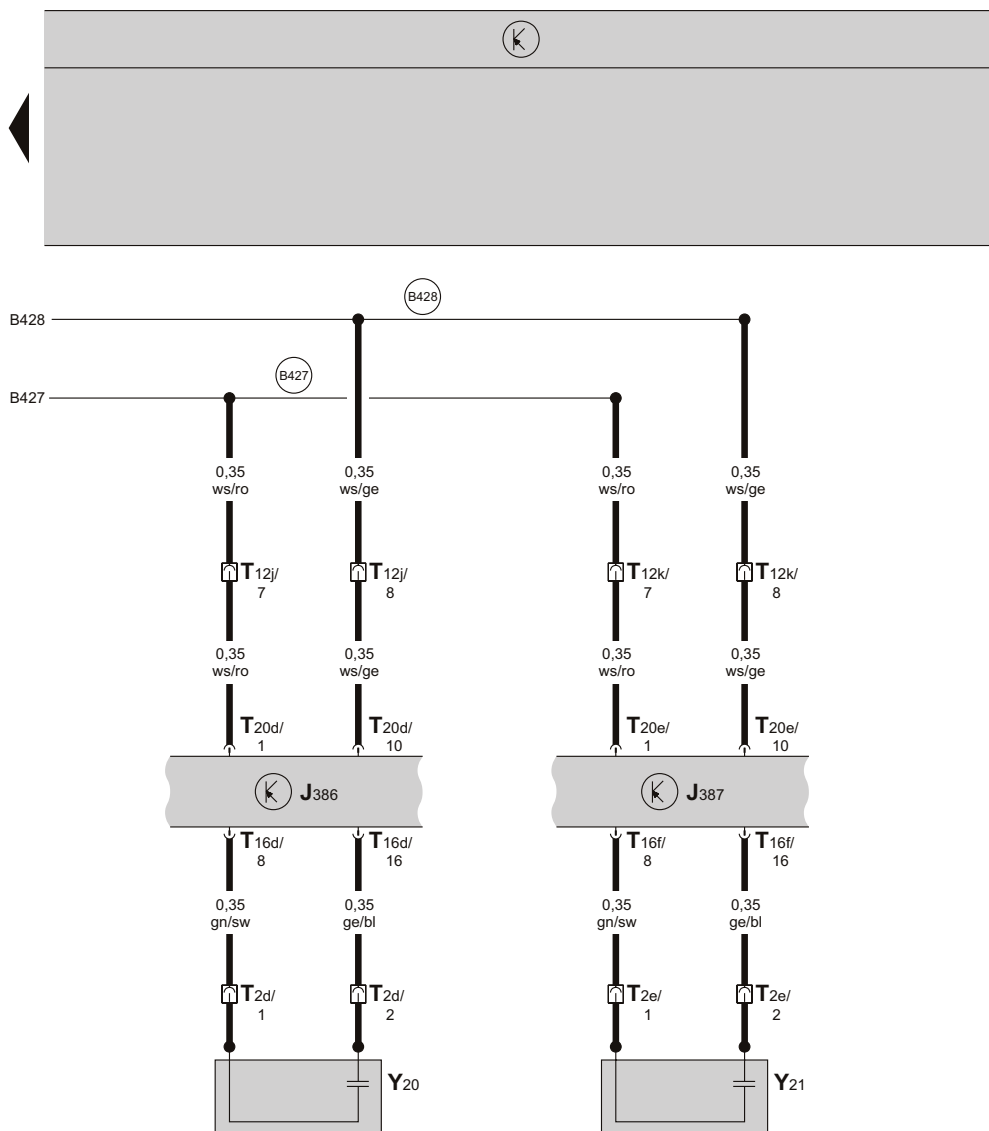 B428
B428
B427
B427
0,35 0,35 0,35 0,35
ws/ro ws/ge ws/ro ws/ge
T12j/ T12j/ T12k/ T12k/
7 8 7 8
0,35 0,35 0,35 0,35
ws/ro ws/ge ws/ro ws/ge
T20d/ T20d/ T20e/ T20e/
1 10 1 10
J386 J387
T16d/ T16d/ T16f/ T16f/
8 16 8 16
0,35 0,35 0,35 0,35
gn/sw ge/bl gn/sw ge/bl
T2d/ T2d/ T2e/ T2e/
1 2 1 2
Y20 Y21